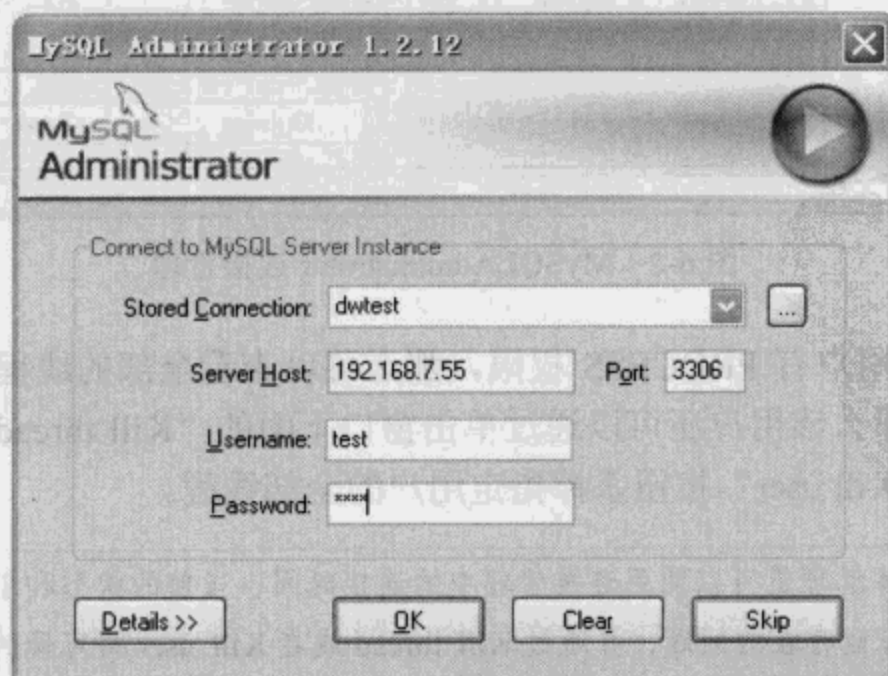 MySQL Administrator 1.2.12
MySQL
Administrator
Connect to MySQL Server Instance
Stored Connection: dwtest ...
Server Host: 192.168.7.55 Port: 3306
Username: test
Password: ****
Details >> OK Clear Skip